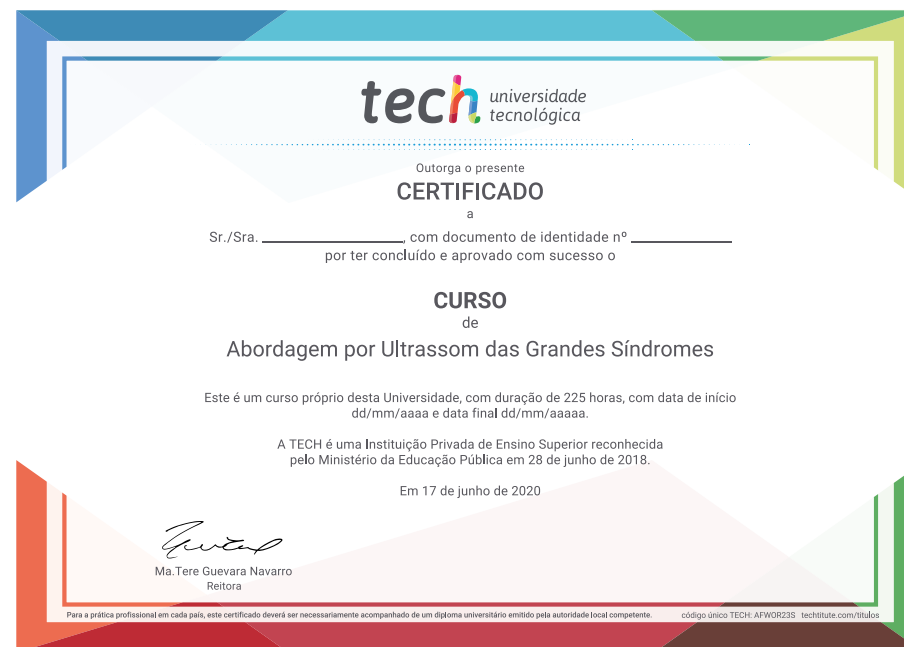 tech universidade
tecnológica
Outorga o presente
CERTIFICADO
a
Sr./Sra. ____________, com documento de identidade nº ____________
por ter concluído e aprovado com sucesso o
CURSO
de
Abordagem por Ultrassom das Grandes Síndromes
Este é um curso próprio desta Universidade, com duração de 225 horas, com data de início
dd/mm/aaaa e data final dd/mm/aaaaa.
A TECH é uma Instituição Privada de Ensino Superior reconhecida
pelo Ministério da Educação Pública em 28 de junho de 2018.
Em 17 de junho de 2020
Ma.Tere Guevara Navarro
Reitora
Para a prática profissional em cada país, este certificado deverá ser necessariamente acompanhado de um diploma universitário emitido pela autoridade local competente. código único TECH: AFWOR23S techtitute.com/titulos